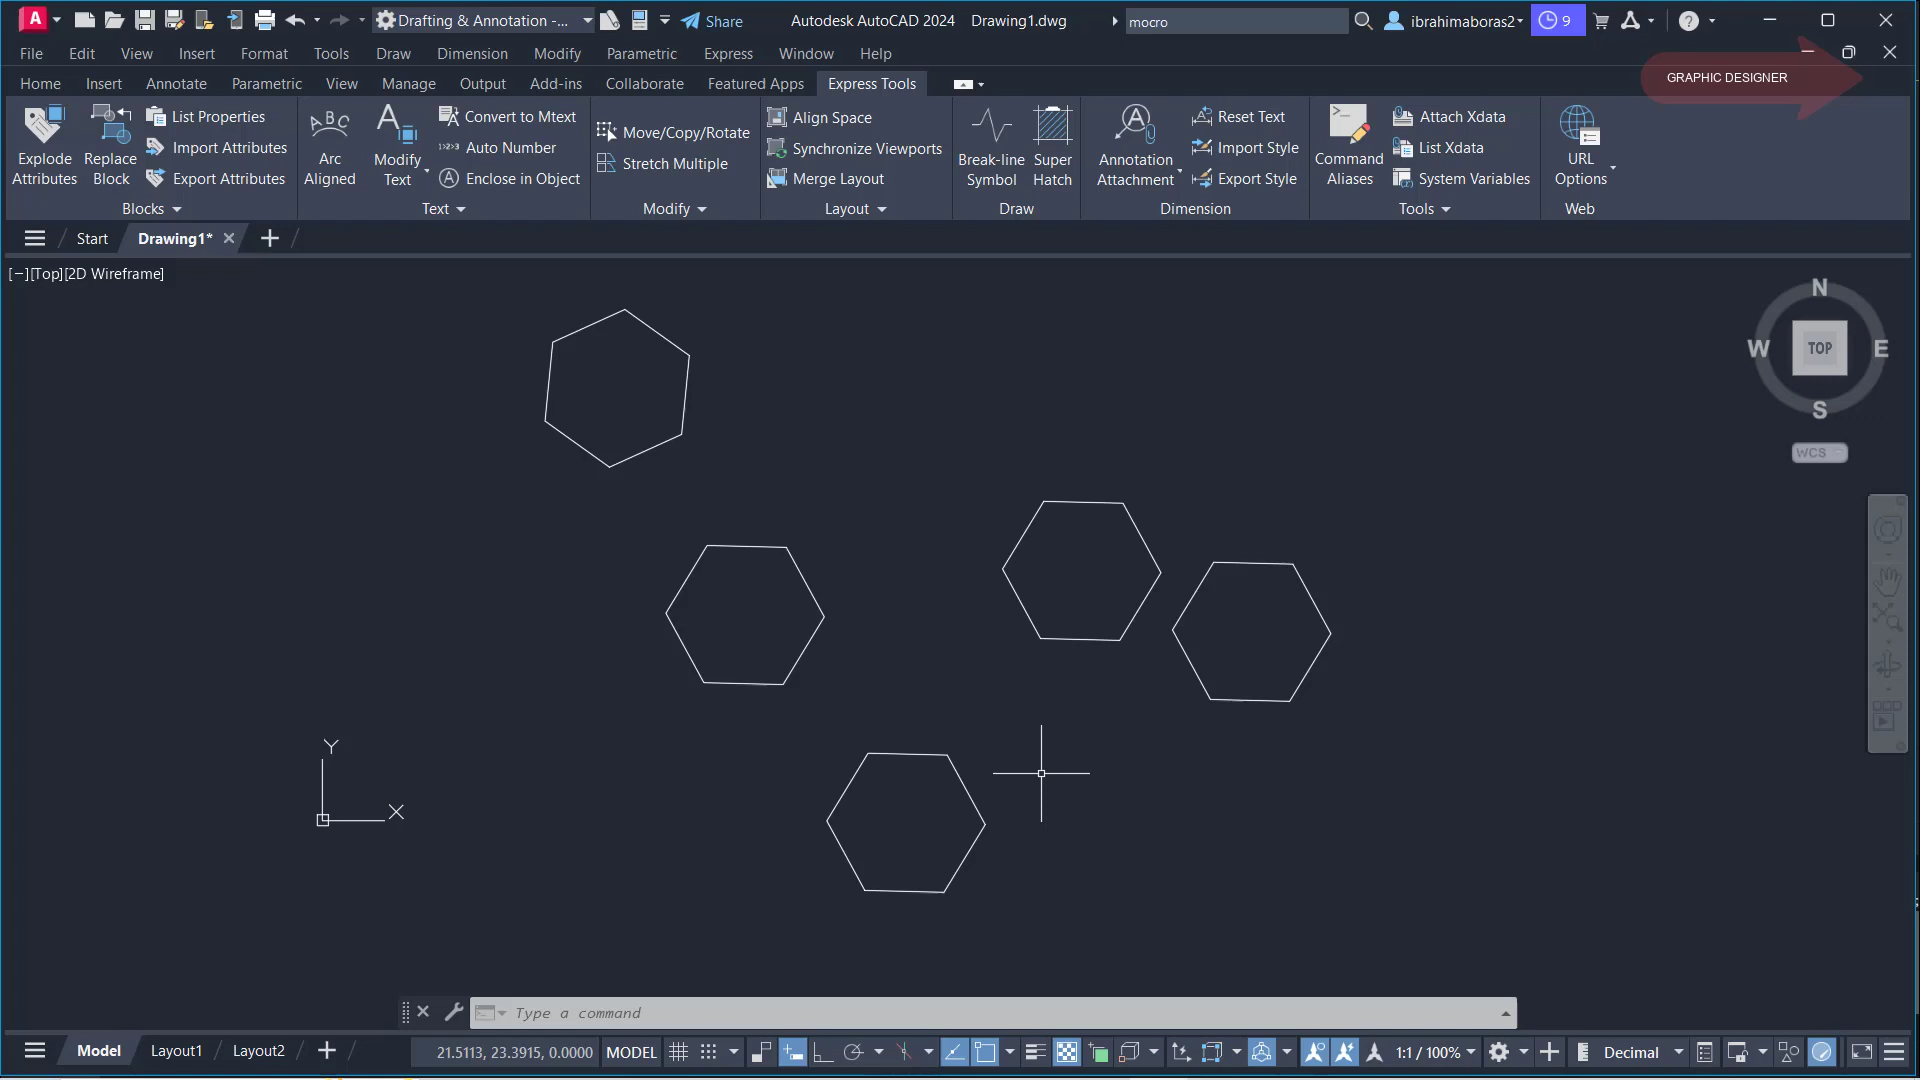 A Drafting & Annotation -... Share Autodesk AutoCAD 2024 Drawing1.dwg mocro ibrahimaboras2 9 ?
File Edit View Insert Format Tools Draw Dimension Modify Parametric Express Window Help
GRAPHIC DESIGNER
Home Insert Annotate Parametric View Manage Output Add-ins Collaborate Featured Apps Express Tools
Explode Attributes
Replace Block
List Properties
Import Attributes
Export Attributes
Blocks
ABC
Arc Aligned
Modify Text
Convert to Mtext
Auto Number
Enclose in Object
Text
Move/Copy/Rotate
Stretch Multiple
Modify
Align Space
Synchronize Viewports
Merge Layout
Layout
Break-line Symbol
Super Hatch
Draw
Annotation Attachment
Reset Text
Import Style
Export Style
Dimension
Command Aliases
Attach Xdata
List Xdata
System Variables
Tools
URL Options
Web
Start Drawing1*
[−][Top][2D Wireframe]
N
W TOP E
S
WCS
Y
X
Type a command
Model Layout1 Layout2 21.5113, 23.3915, 0.0000 MODEL 1:1 / 100% Decimal